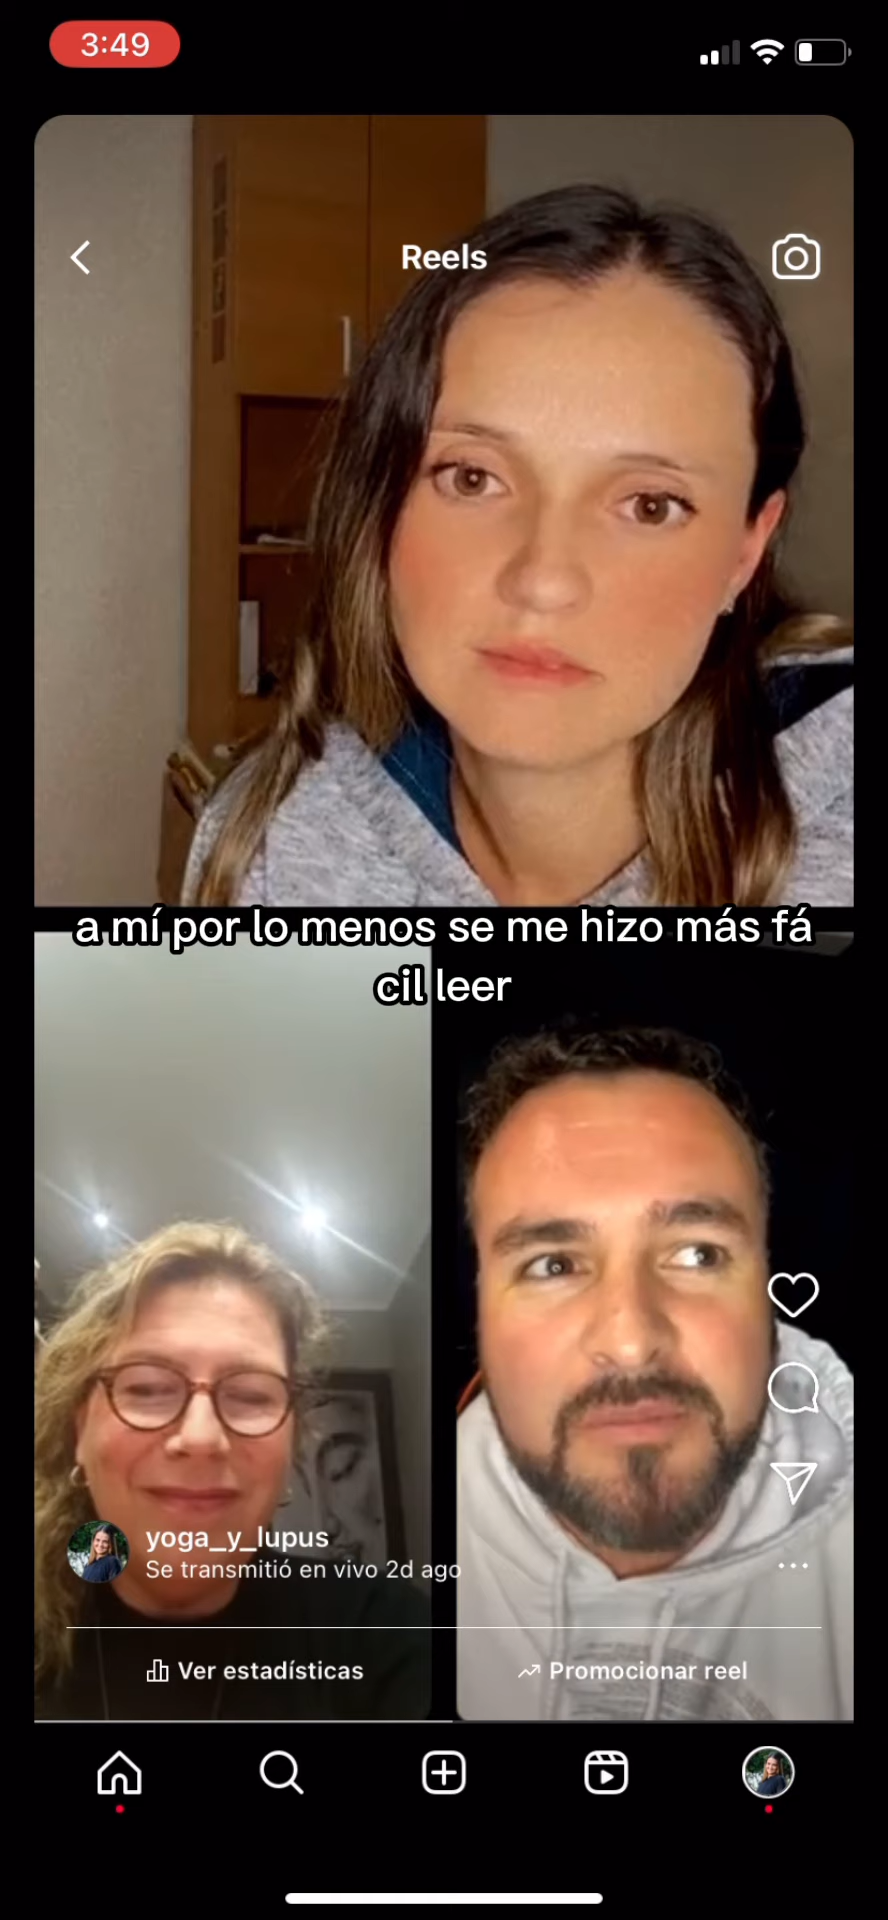 3:49
Reels
a mí por lo menos se me hizo más fá
cil leer
yoga_y_lupus
Se transmitió en vivo 2d ago
Ver estadísticas
Promocionar reel